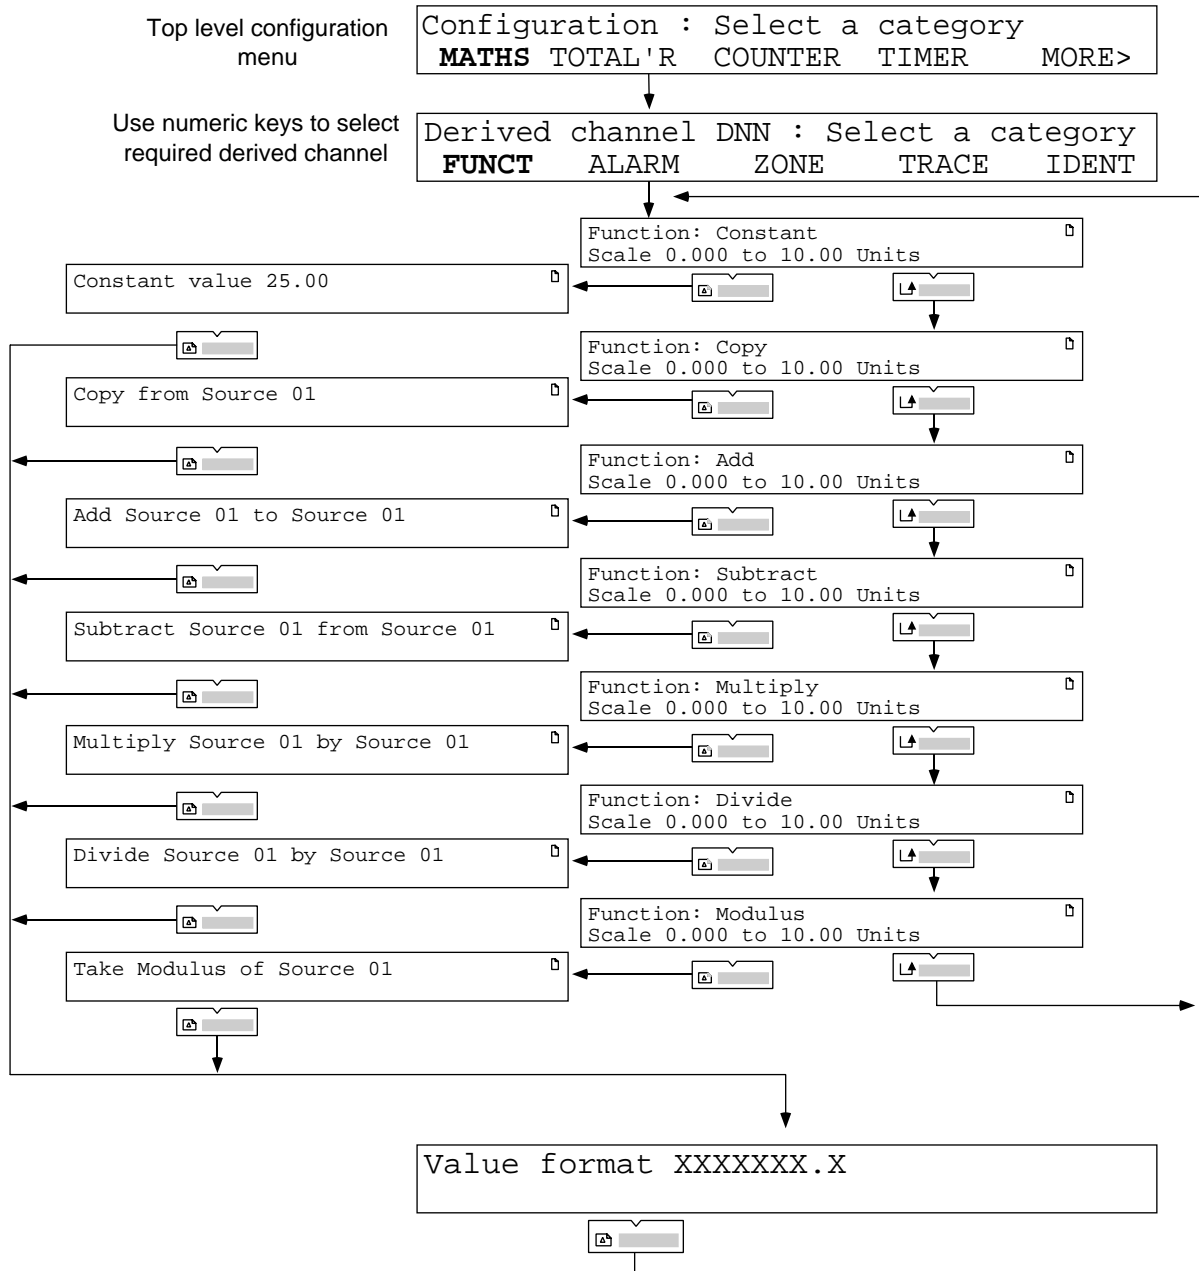 Top level configuration
menu
Configuration : Select a category
MATHS TOTAL'R COUNTER TIMER MORE>
Use numeric keys to select
required derived channel
Derived channel DNN : Select a category
FUNCT ALARM ZONE TRACE IDENT
Function: Constant
Scale 0.000 to 10.00 Units
Constant value 25.00
Function: Copy
Scale 0.000 to 10.00 Units
Copy from Source 01
Function: Add
Scale 0.000 to 10.00 Units
Add Source 01 to Source 01
Function: Subtract
Scale 0.000 to 10.00 Units
Subtract Source 01 from Source 01
Function: Multiply
Scale 0.000 to 10.00 Units
Multiply Source 01 by Source 01
Function: Divide
Scale 0.000 to 10.00 Units
Divide Source 01 by Source 01
Function: Modulus
Scale 0.000 to 10.00 Units
Take Modulus of Source 01
Value format XXXXXXX.X